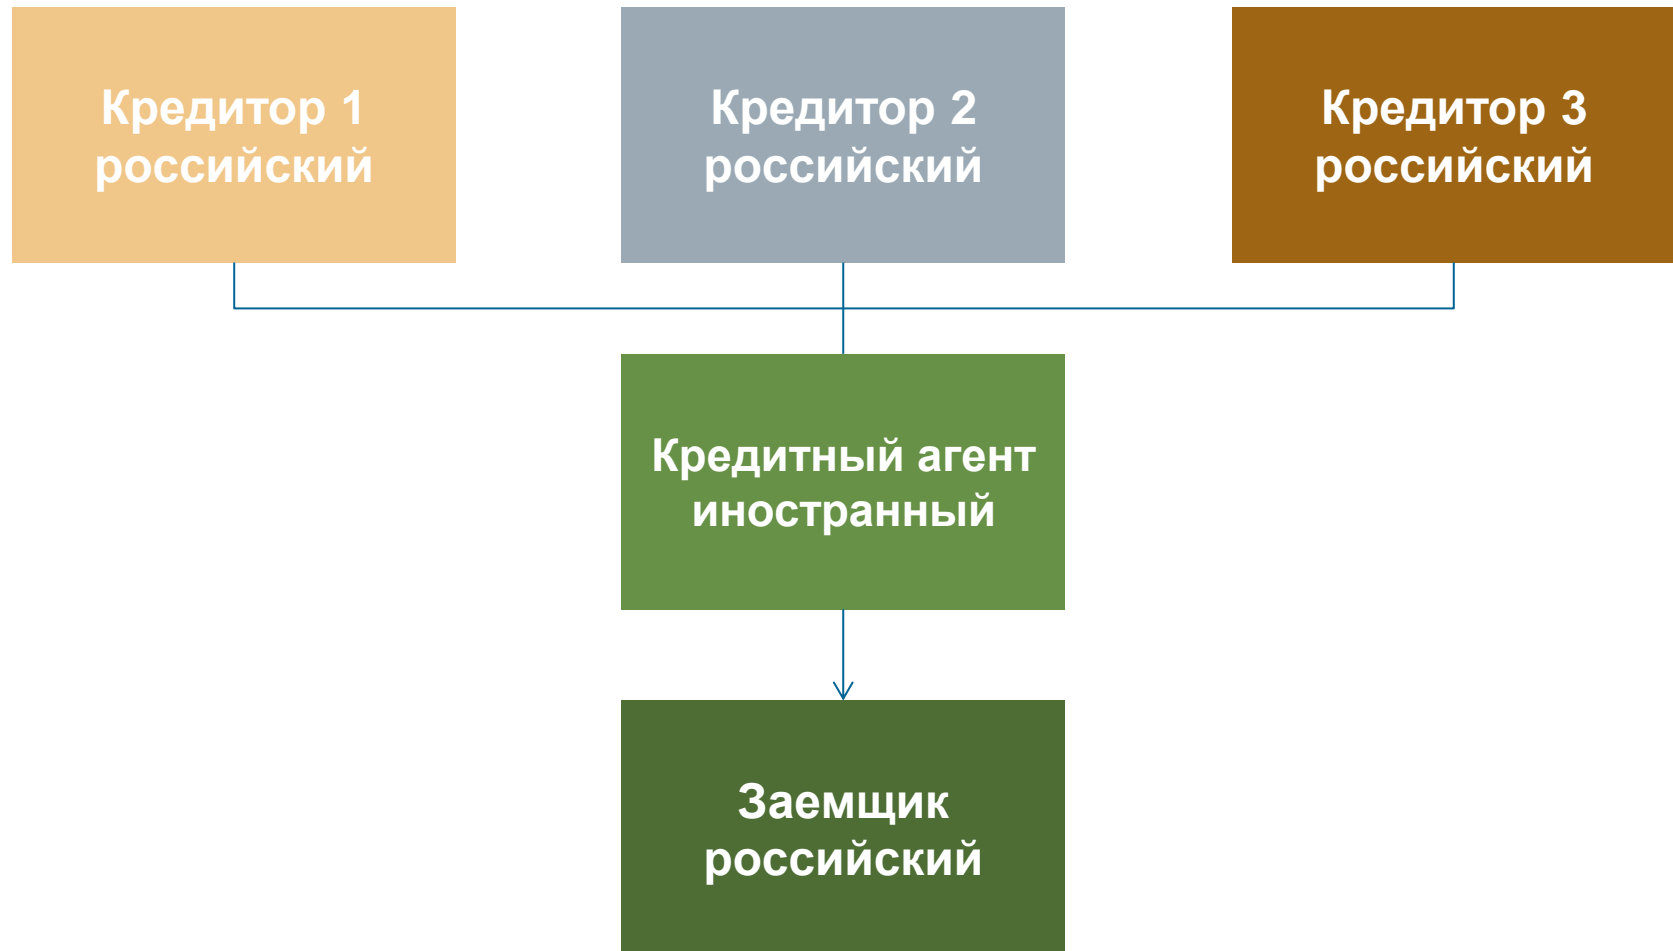 Кредитор 1
российский
Кредитор 2
российский
Кредитор 3
российский
Кредитный агент
иностранный
Заемщик
российский